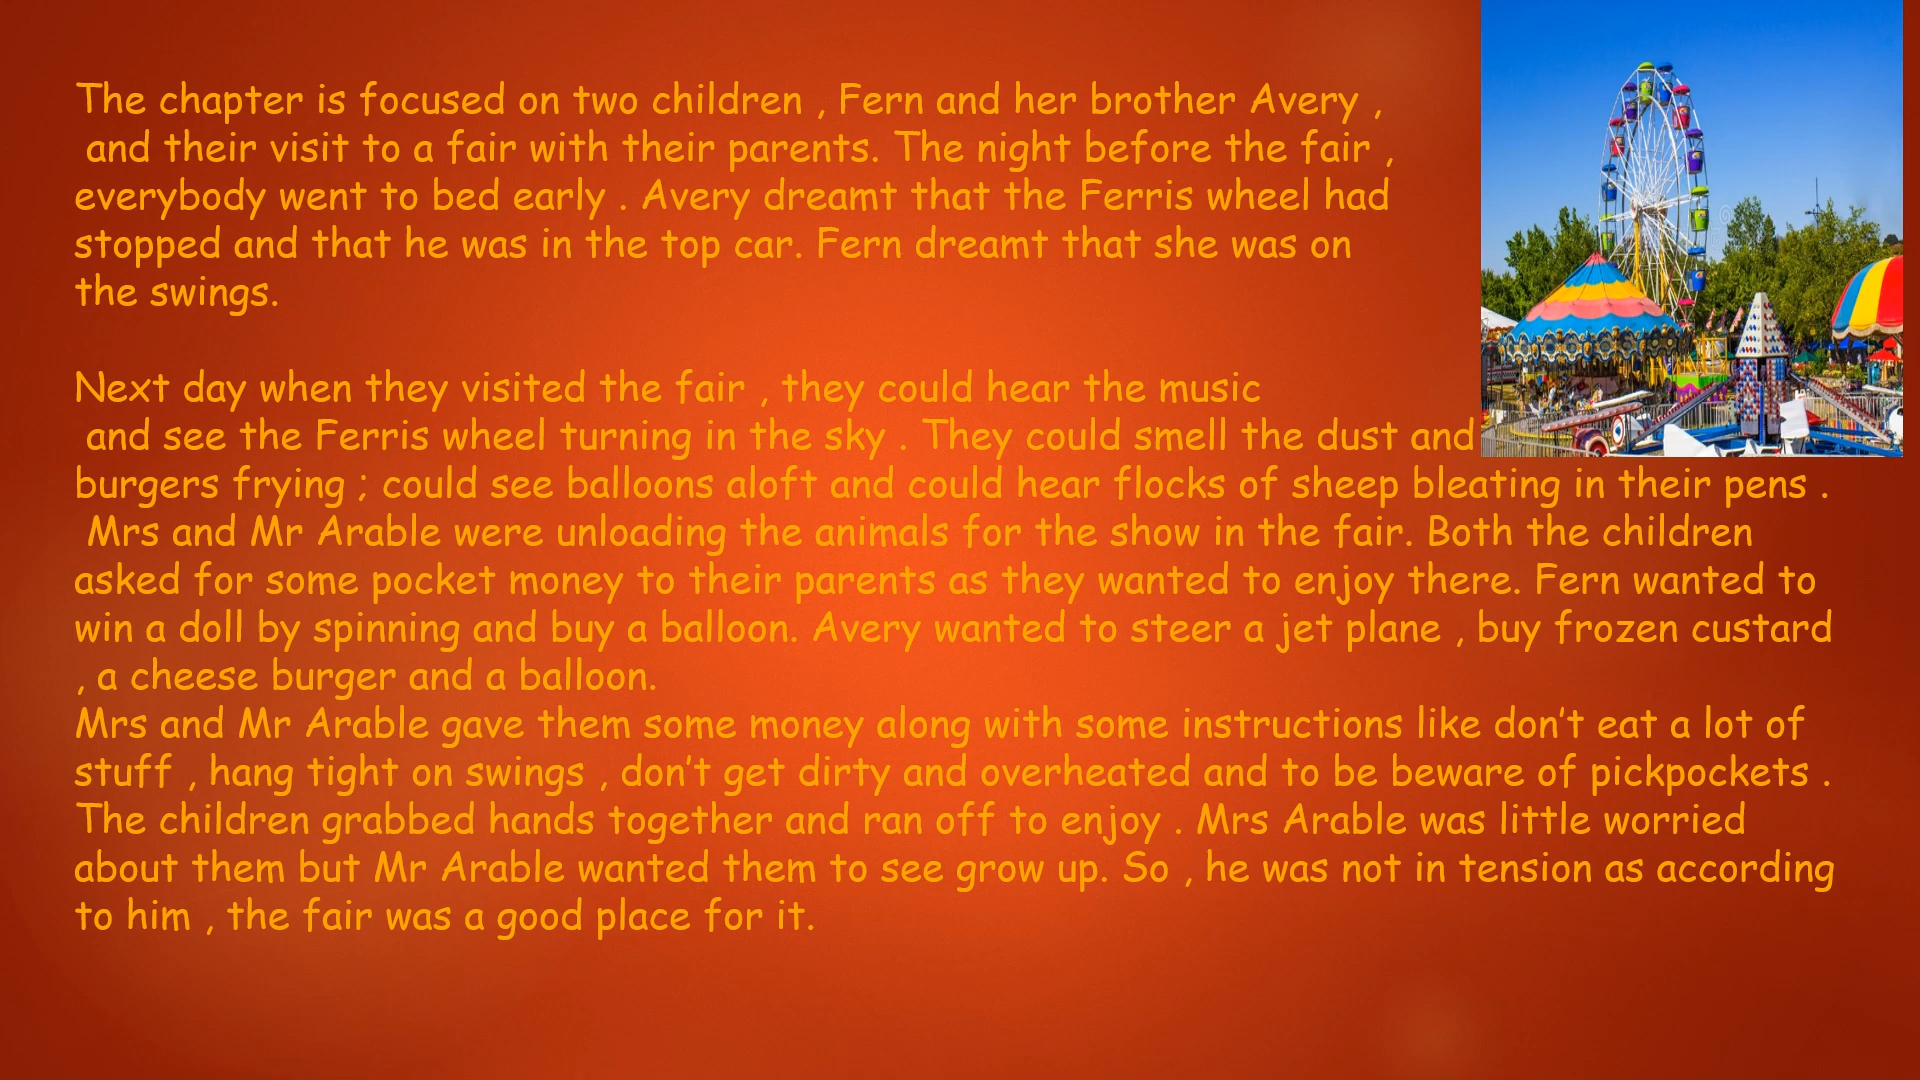 The chapter is focused on two children , Fern and her brother Avery ,
and their visit to a fair with their parents. The night before the fair ,
everybody went to bed early . Avery dreamt that the Ferris wheel had
stopped and that he was in the top car. Fern dreamt that she was on
the swings.
Next day when they visited the fair , they could hear the music
and see the Ferris wheel turning in the sky . They could smell the dust and
burgers frying ; could see balloons aloft and could hear flocks of sheep bleating in their pens .
Mrs and Mr Arable were unloading the animals for the show in the fair. Both the children
asked for some pocket money to their parents as they wanted to enjoy there. Fern wanted to
win a doll by spinning and buy a balloon. Avery wanted to steer a jet plane , buy frozen custard
, a cheese burger and a balloon.
Mrs and Mr Arable gave them some money along with some instructions like don’t eat a lot of
stuff , hang tight on swings , don’t get dirty and overheated and to be beware of pickpockets .
The children grabbed hands together and ran off to enjoy . Mrs Arable was little worried
about them but Mr Arable wanted them to see grow up. So , he was not in tension as according
to him , the fair was a good place for it.